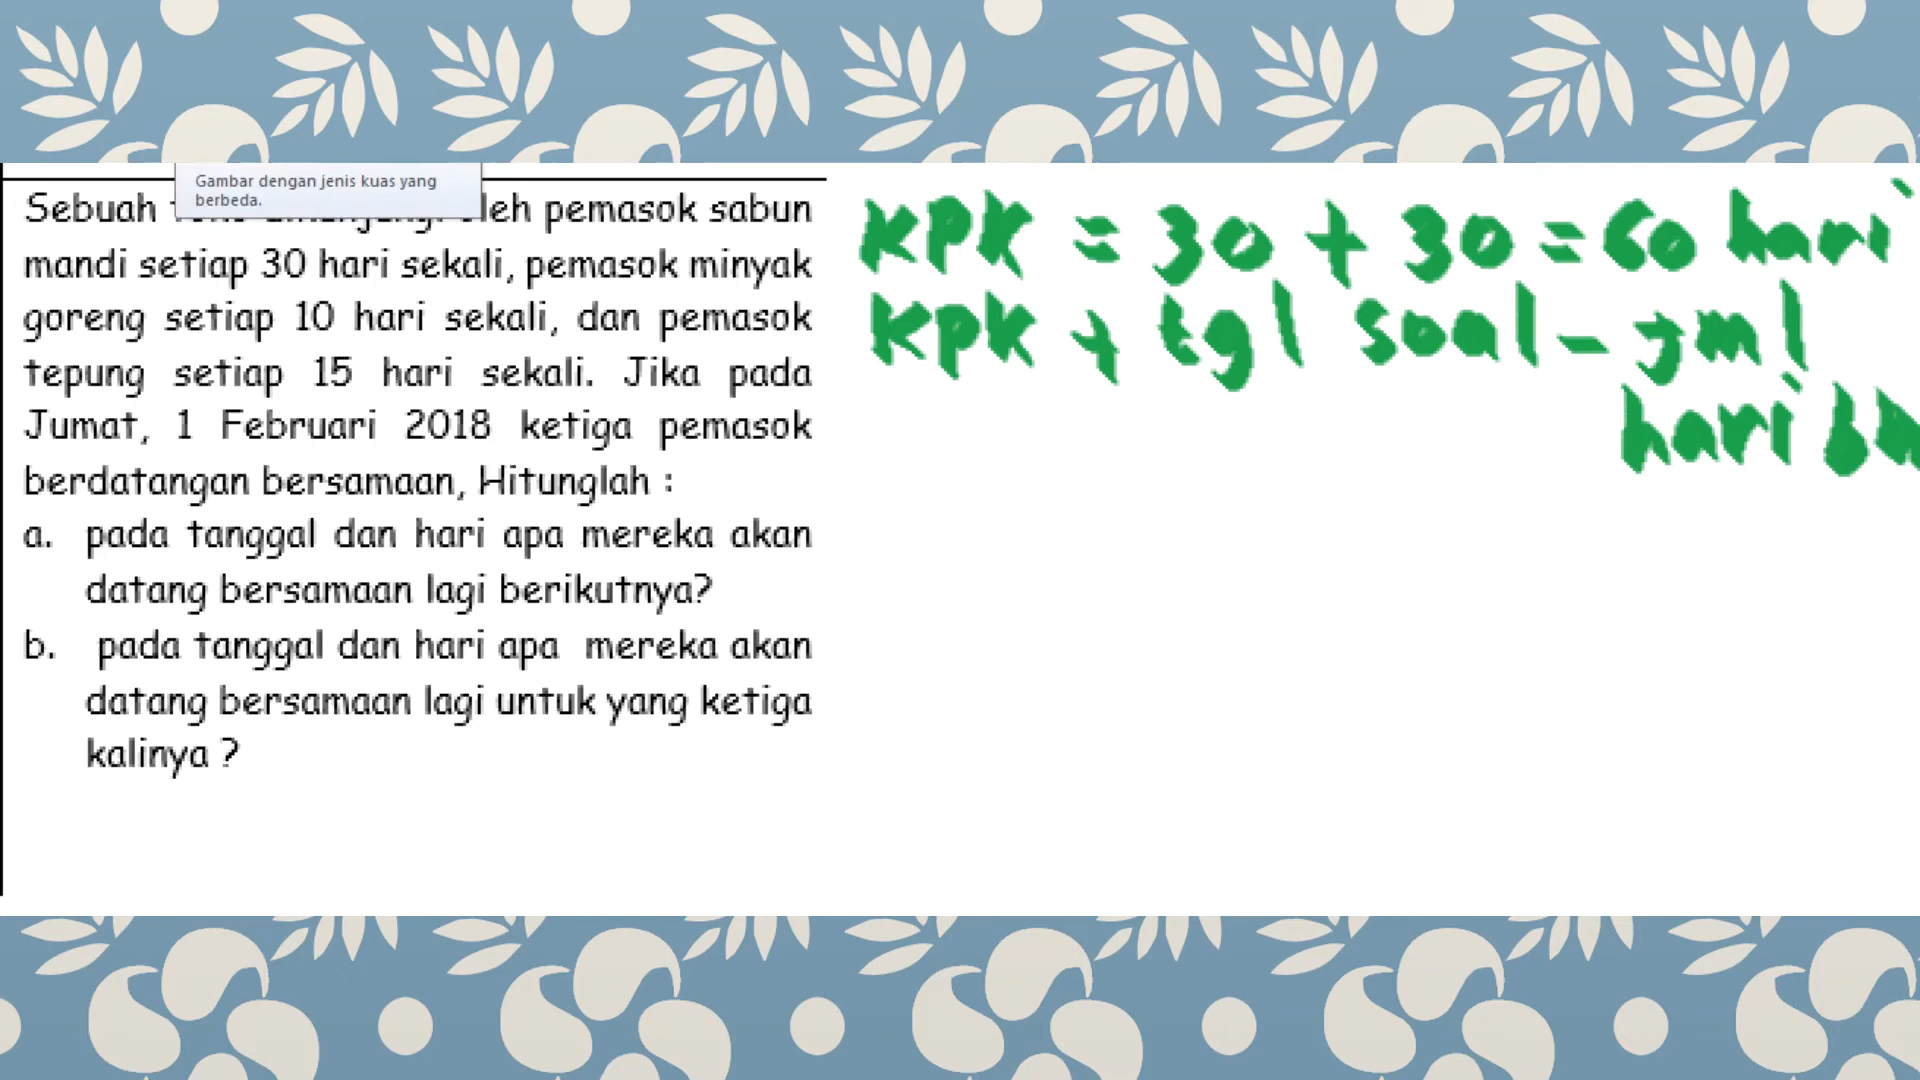 Gambar dengan jenis kuas yang
berbeda.
Sebuah leh pemasok sabun
mandi setiap 30 hari sekali, pemasok minyak
goreng setiap 10 hari sekali, dan pemasok
tepung setiap 15 hari sekali. Jika pada
Jumat, 1 Februari 2018 ketiga pemasok
berdatangan bersamaan, Hitunglah :
a. pada tanggal dan hari apa mereka akan
datang bersamaan lagi berikutnya?
b. pada tanggal dan hari apa mereka akan
datang bersamaan lagi untuk yang ketiga
kalinya ?
KPK = 30 + 30 = 60 hari
KPK + tgl soal - jml
hari